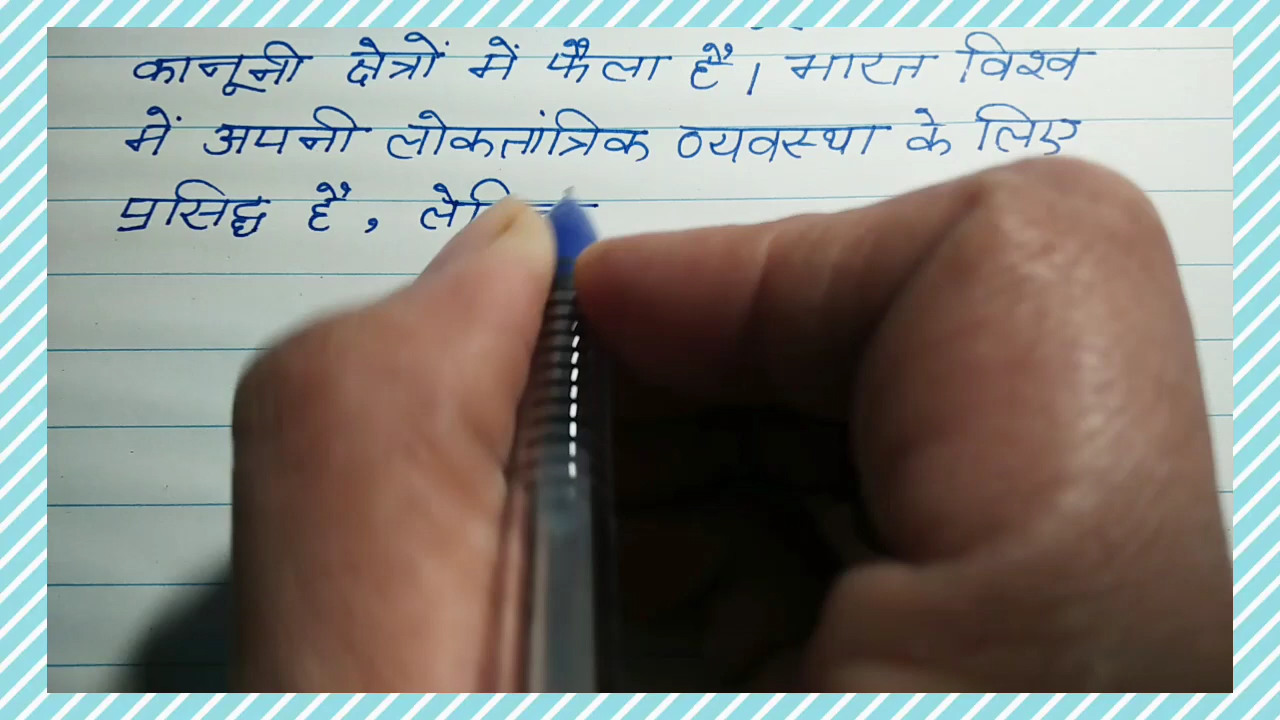 कानूनी क्षेत्रों में फैला है। भारत विश्व
में अपनी लोकतांत्रिक व्यवस्था के लिए
प्रसिद्ध है,